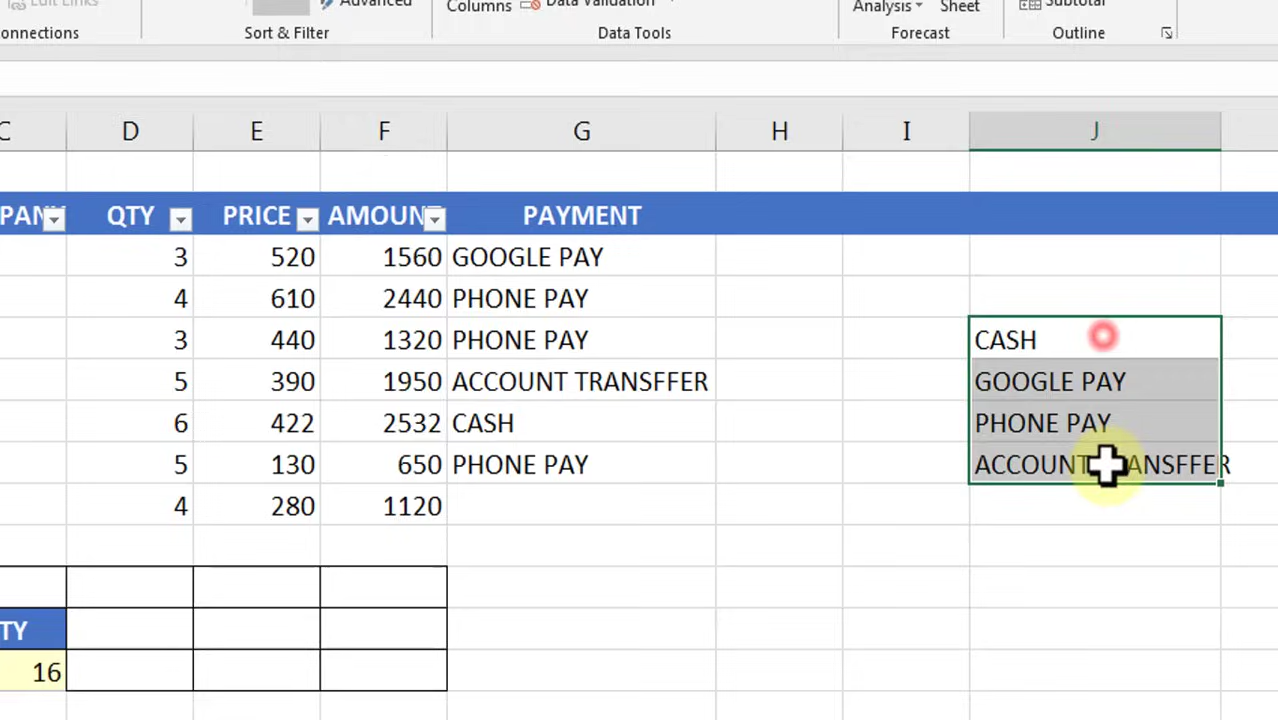 Edit Links Advanced Columns Data Validation Analysis Sheet Subtotal
onnections Sort & Filter Data Tools Forecast Outline
C D E F G H I J
PANY QTY PRICE AMOUN PAYMENT
3 520 1560 GOOGLE PAY
4 610 2440 PHONE PAY
3 440 1320 PHONE PAY CASH
5 390 1950 ACCOUNT TRANSFFER GOOGLE PAY
6 422 2532 CASH PHONE PAY
5 130 650 PHONE PAY ACCOUNT TRANSFFER
4 280 1120
TY
16